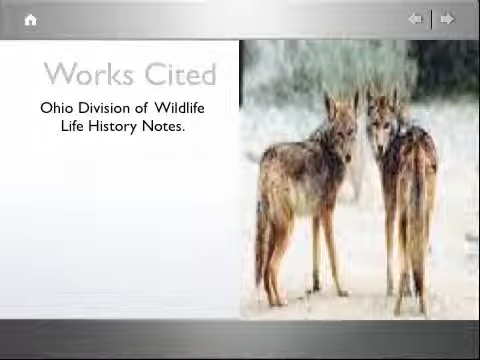 Works Cited
Ohio Division of Wildlife
Life History Notes.